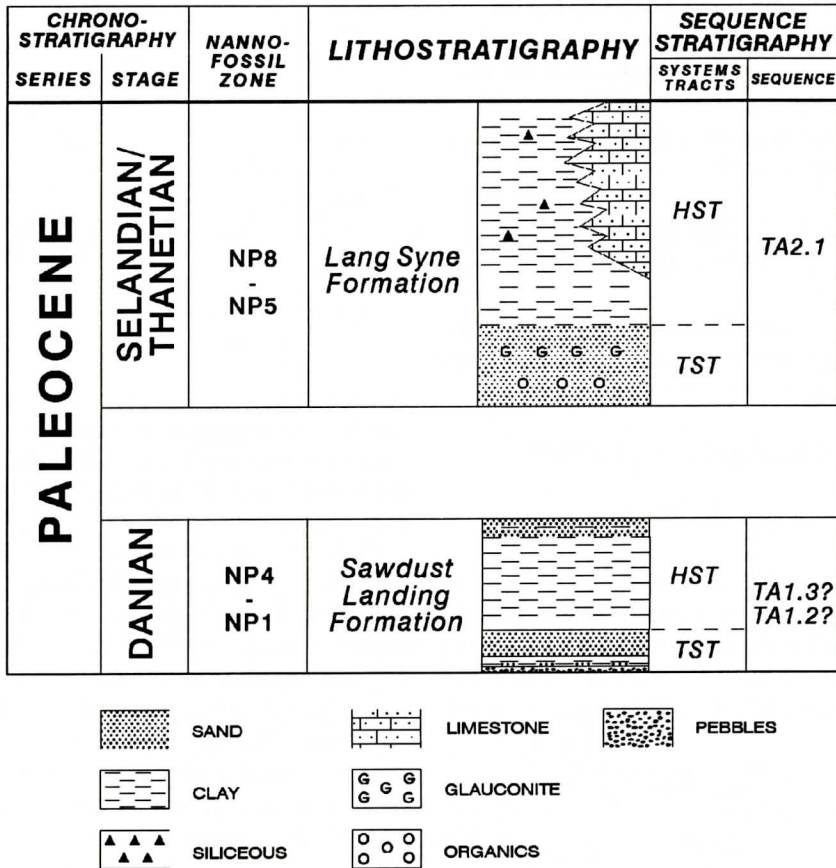 CHRONO-
STRATIGRAPHY
SERIES
STAGE
NANNO-
FOSSIL
ZONE
LITHOSTRATIGRAPHY
SEQUENCE
STRATIGRAPHY
SYSTEMS
TRACTS
SEQUENCE
PALEOCENE
SELANDIAN/
THANETIAN
NP8
-
NP5
Lang Syne
Formation
G G G G
HST
TST
TA2.1
DANIAN
NP4
-
NP1
Sawdust
Landing
Formation
HST
TST
TA1.3?
TA1.2?
SAND
LIMESTONE
PEBBLES
CLAY
G G
G
G G
GLAUCONITE
SILICEOUS
ORGANICS